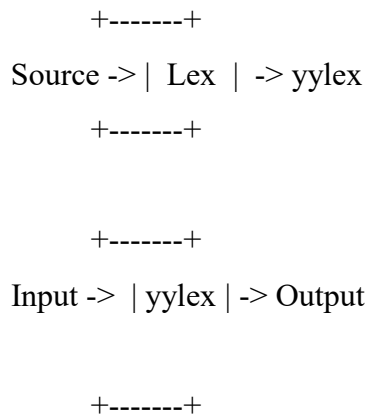 +-------+
Source -> | Lex | -> yylex
+-------+
+-------+
Input -> | yylex | -> Output
+-------+